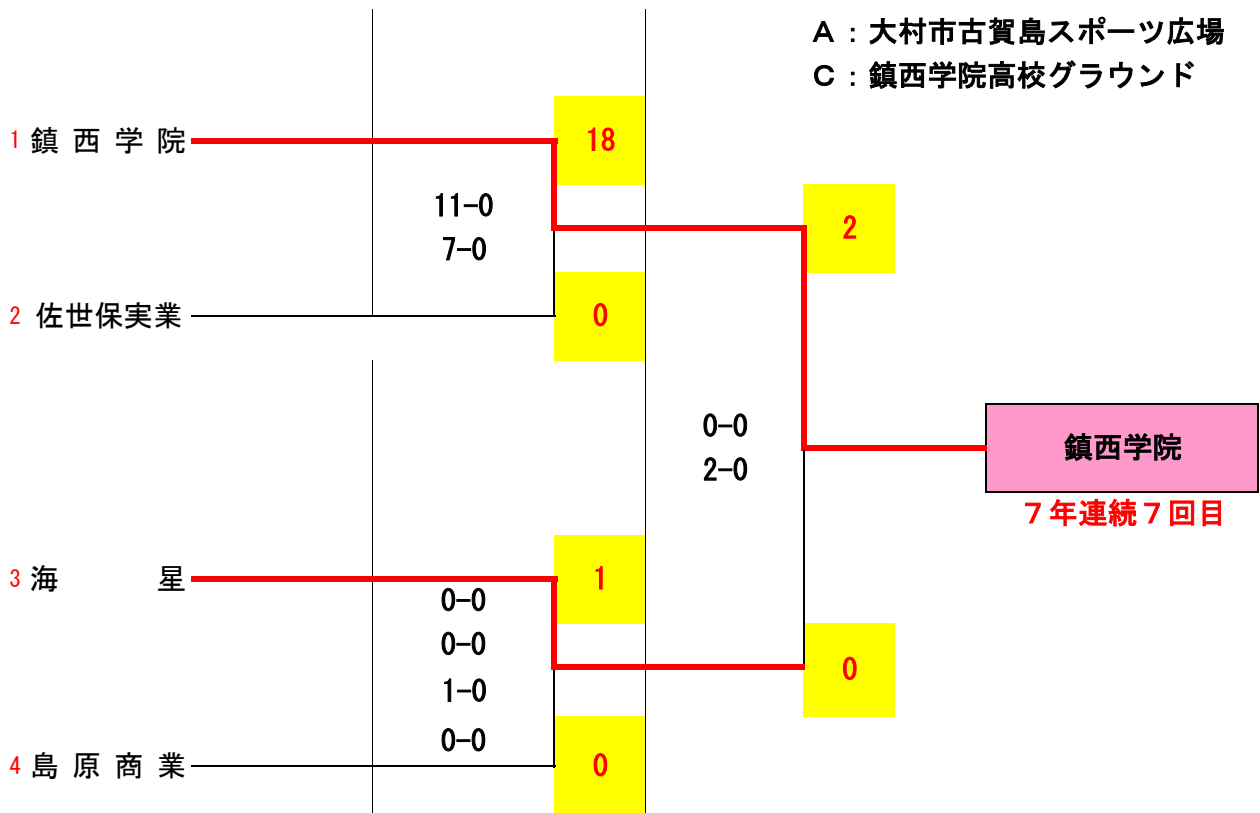 A：大村市古賀島スポーツ広場
C：鎮西学院高校グラウンド
1 鎮西学院
18
11-0
7-0
2
2 佐世保実業
0
0-0
2-0
鎮西学院
７年連続７回目
3 海星
1
0-0
0-0
1-0
0-0
0
4 島原商業
0